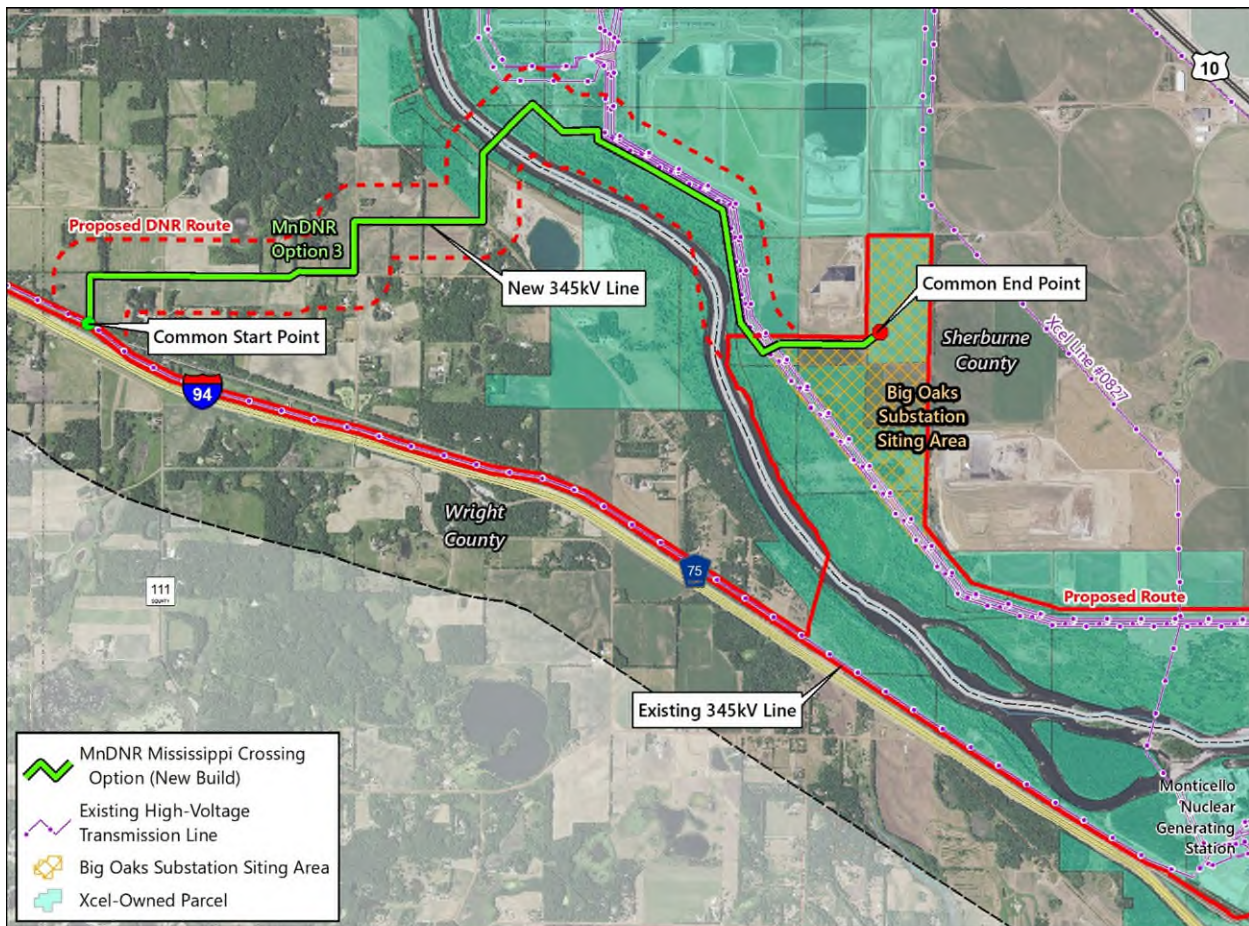 10
Proposed DNR Route
MnDNR
Option 3
New 345kV Line
Common End Point
Common Start Point
Sherburne
County
Xcel Line #0827
94
Big Oaks
Substation
Siting Area
Wright
County
75
COUNTY
111
COUNTY
Proposed Route
Existing 345kV Line
Monticello
Nuclear
Generating
Station
MnDNR Mississippi Crossing
Option (New Build)
Existing High-Voltage
Transmission Line
Big Oaks Substation Siting Area
Xcel-Owned Parcel